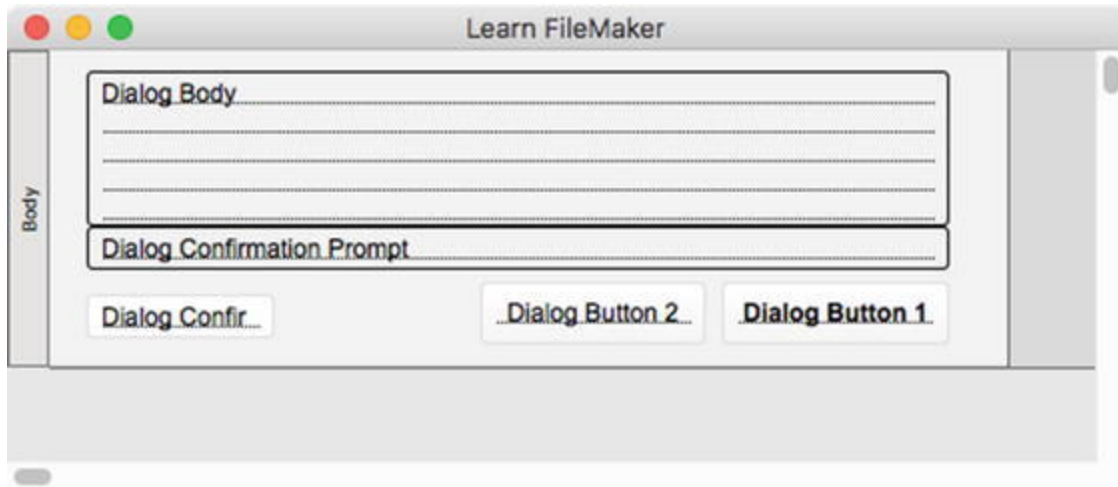 Learn FileMaker
Body
Dialog Body
Dialog Confirmation Prompt
Dialog Confir
Dialog Button 2
Dialog Button 1